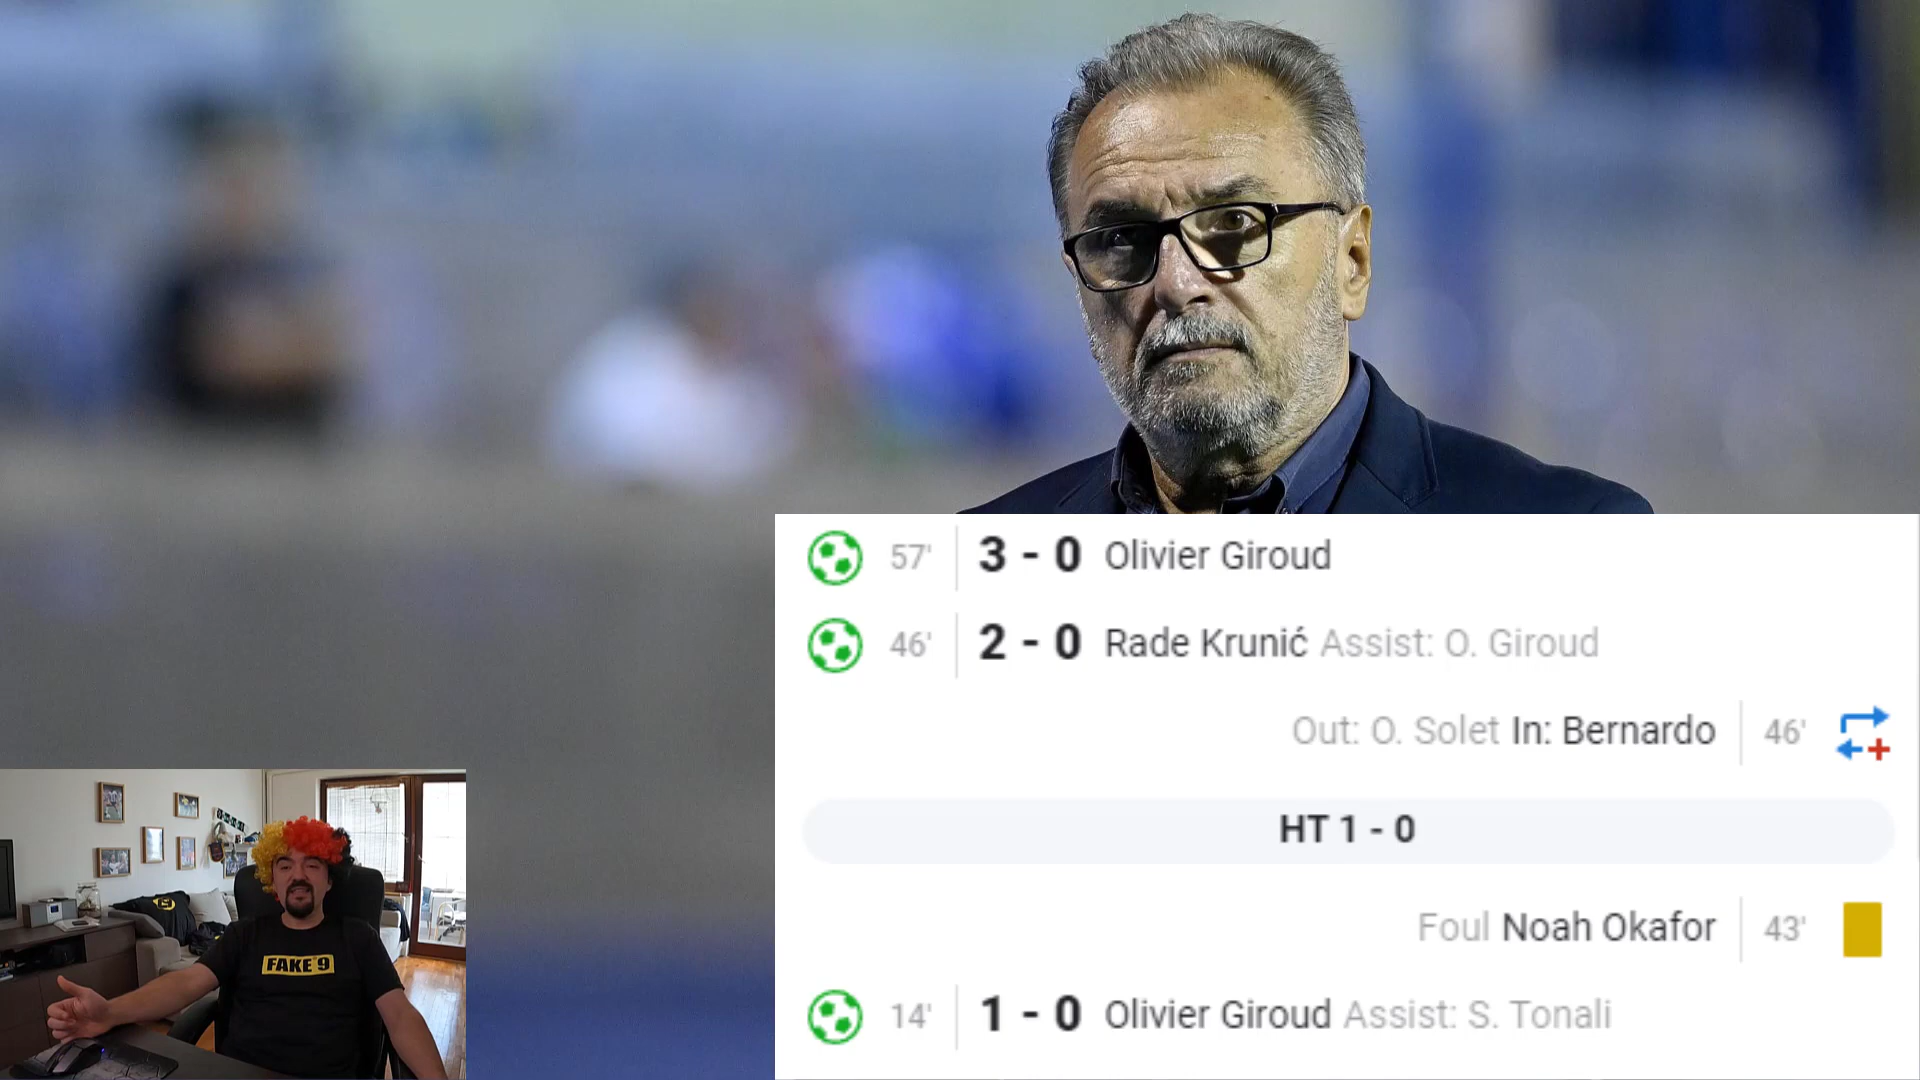 57' 3 - 0 Olivier Giroud
46' 2 - 0 Rade Krunić Assist: O. Giroud
Out: O. Solet In: Bernardo 46'
HT 1 - 0
Foul Noah Okafor 43'
14' 1 - 0 Olivier Giroud Assist: S. Tonali
FAKE 9